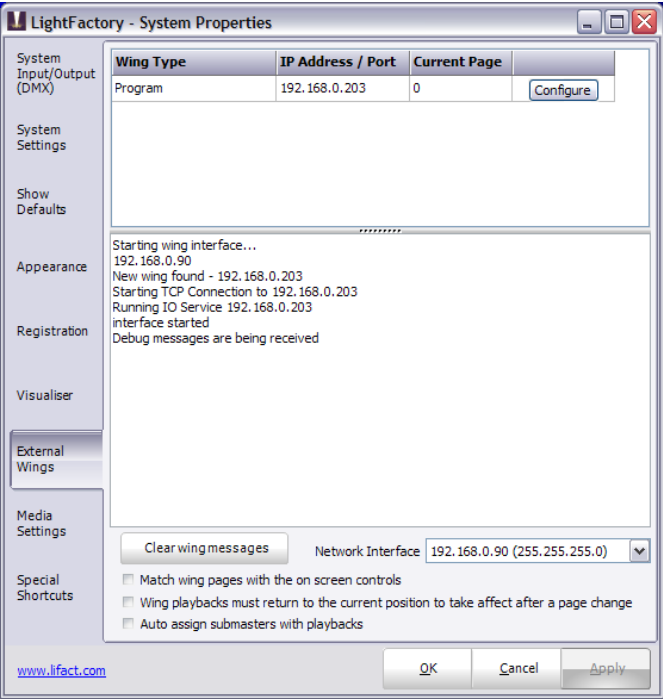 LightFactory - System Properties
System
Input/Output
(DMX)
System
Settings
Show
Defaults
Appearance
Registration
Visualiser
External
Wings
Media
Settings
Special
Shortcuts
Wing Type IP Address / Port Current Page
Program 192.168.0.203 0 Configure
Starting wing interface...
192.168.0.90
New wing found - 192.168.0.203
Starting TCP Connection to 192.168.0.203
Running IO Service 192.168.0.203
interface started
Debug messages are being received
Clear wing messages Network Interface 192.168.0.90 (255.255.255.0)
Match wing pages with the on screen controls
Wing playbacks must return to the current position to take affect after a page change
Auto assign submasters with playbacks
www.lifact.com OK Cancel Apply